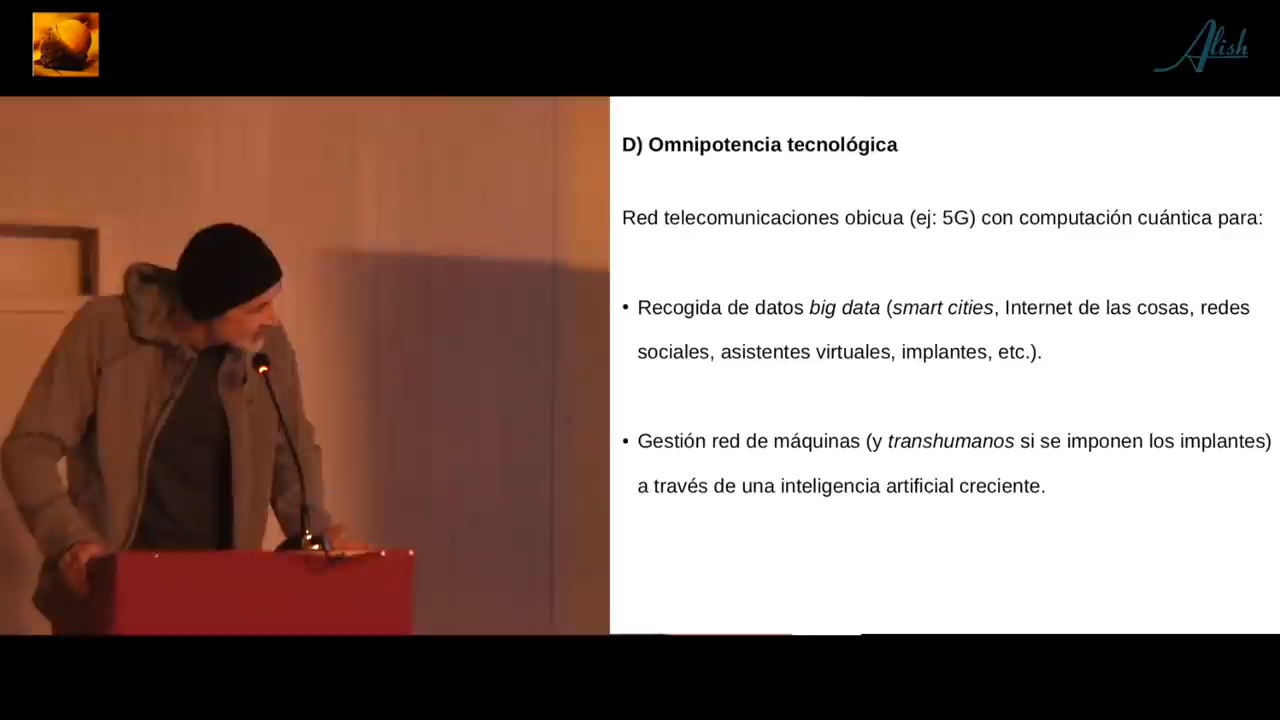 Alish
D) Omnipotencia tecnológica
Red telecomunicaciones obicua (ej: 5G) con computación cuántica para:
• Recogida de datos big data (smart cities, Internet de las cosas, redes
sociales, asistentes virtuales, implantes, etc.).
• Gestión red de máquinas (y transhumanos si se imponen los implantes)
a través de una inteligencia artificial creciente.